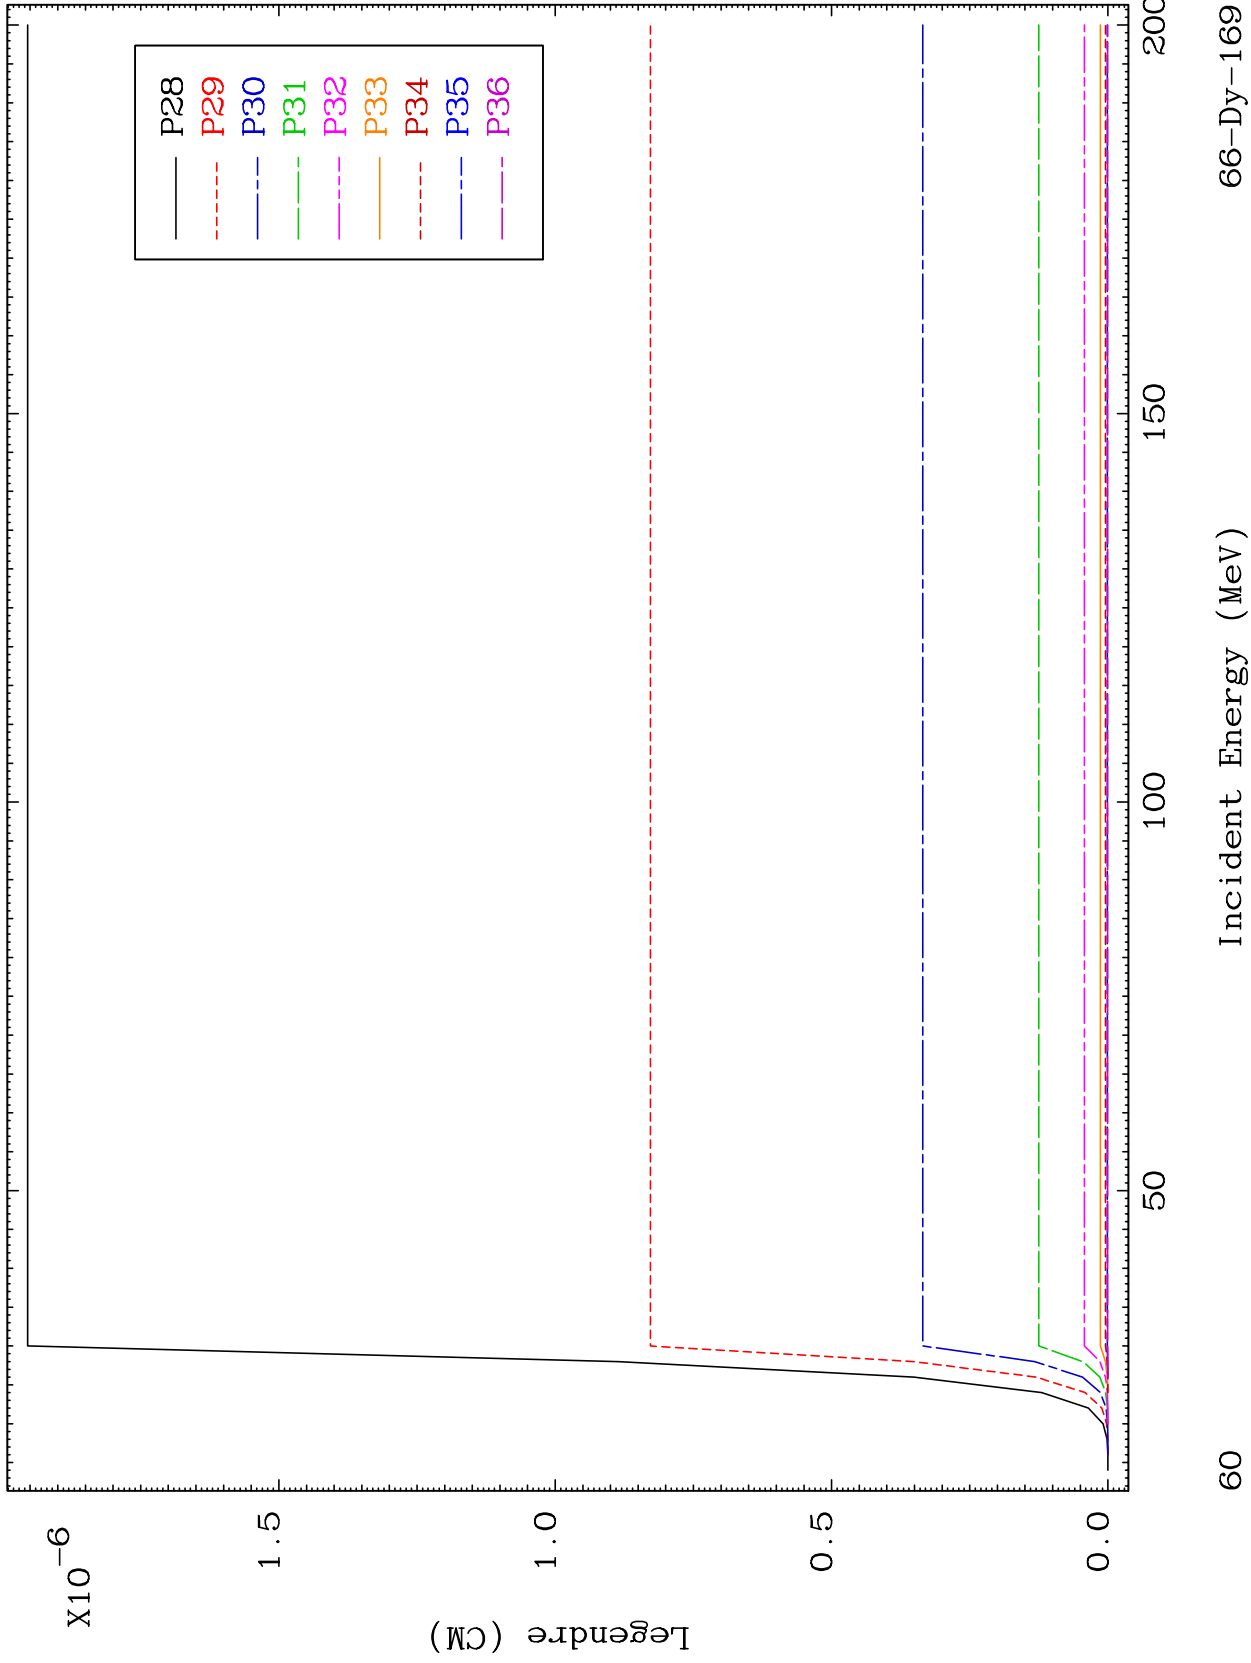 X10-6
1.5
1.0
0.5
0.0
Legendre (CM)
P28
P29
P30
P31
P32
P33
P34
P35
P36
50
100
150
200
60
Incident Energy (MeV)
66-Dy-169